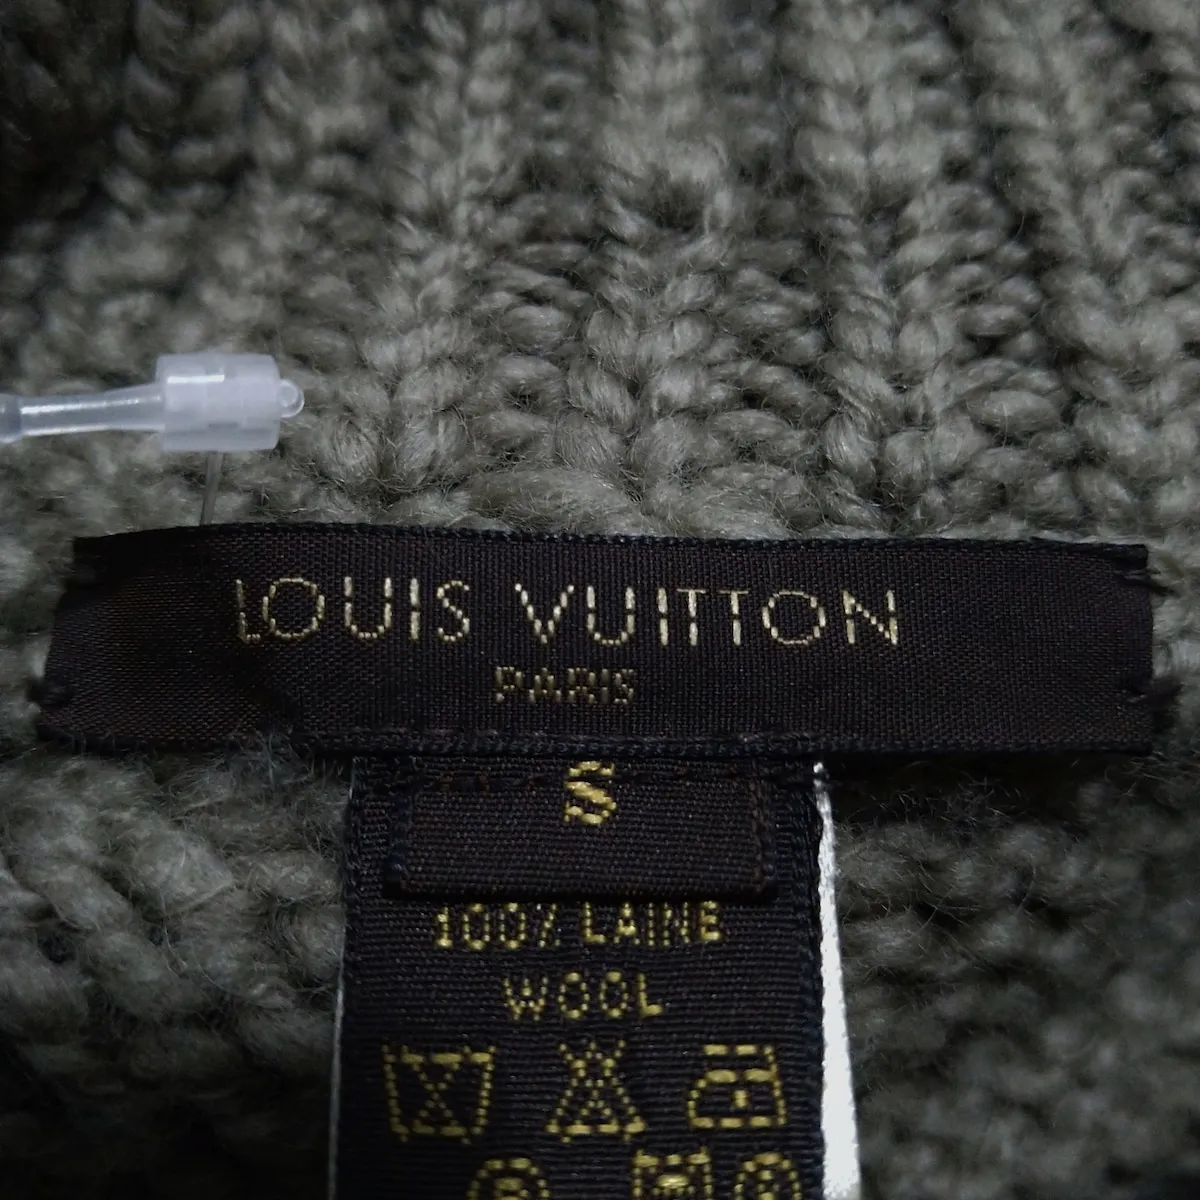 LOUIS VUITTON
PARIS
S
100% LAINE
WOOL